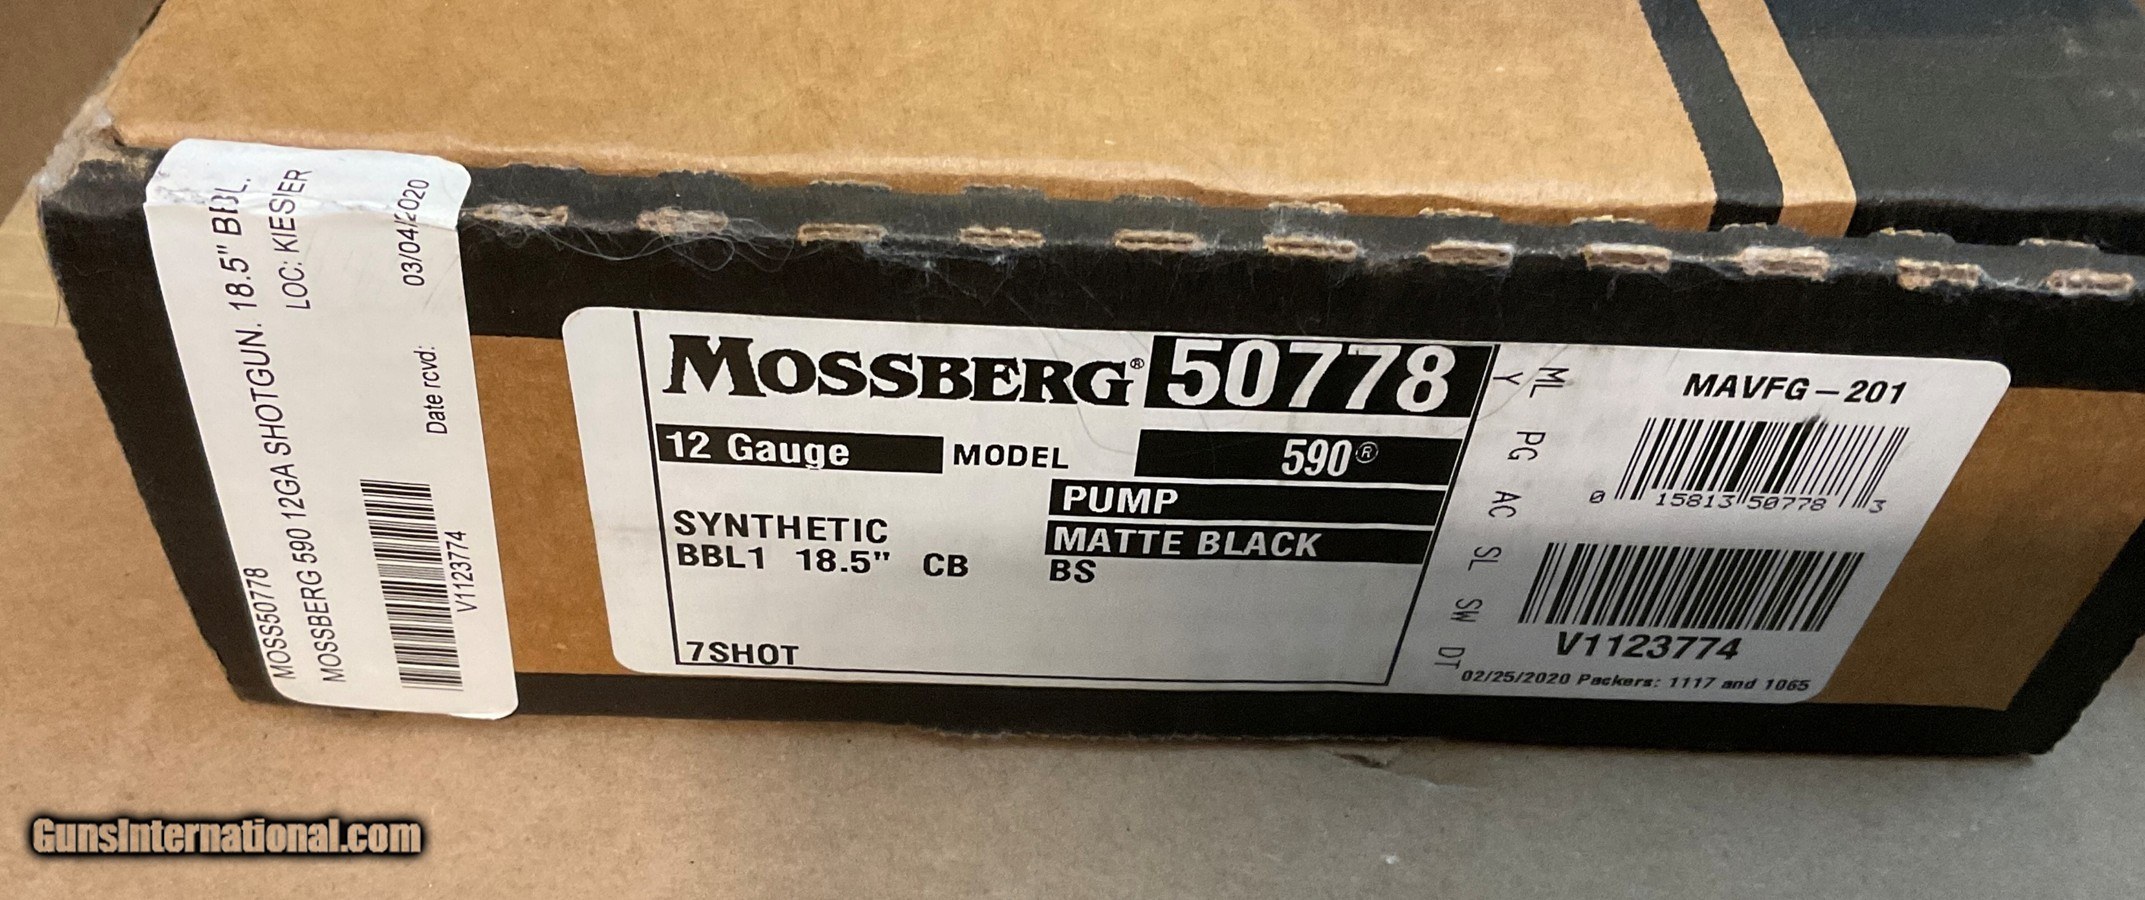 MOSS50778
MOSSBERG 590 12GA SHOTGUN. 18.5" BBL.
LOC: KIESLER
Date rcvd: 03/04/2020
V1123774
MOSSBERG® 50778
12 Gauge MODEL 590®
PUMP
SYNTHETIC MATTE BLACK
BBL1 18.5" CB BS
7SHOT
ML PG AC SL SW DT
Y
MAVFG-201
0 15813 50778 3
V1123774
02/25/2020 Packers: 1117 and 1065
GunsInternational.com